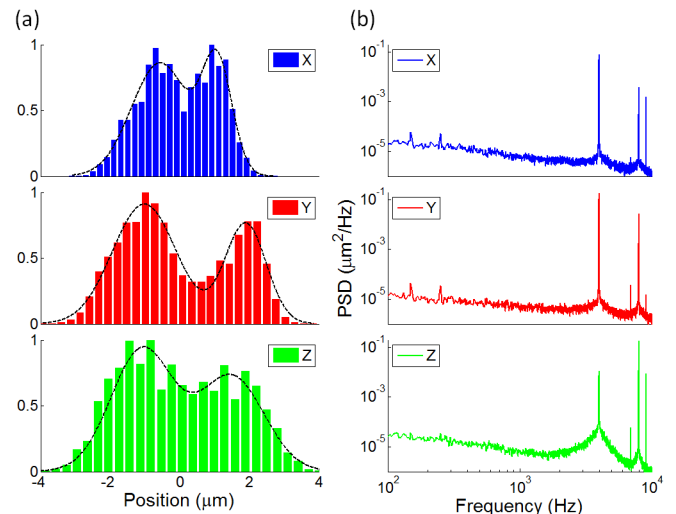 (a)
1
0.5
0
X
1
0.5
0
Y
1
0.5
0
Z
-4 -2 0 2 4
Position (μm)
(b)
10^-1
10^-3
10^-5
X
10^-1
10^-3
10^-5
Y
10^-1
10^-3
10^-5
Z
PSD (μm^2/Hz)
10^2 10^3 10^4
Frequency (Hz)